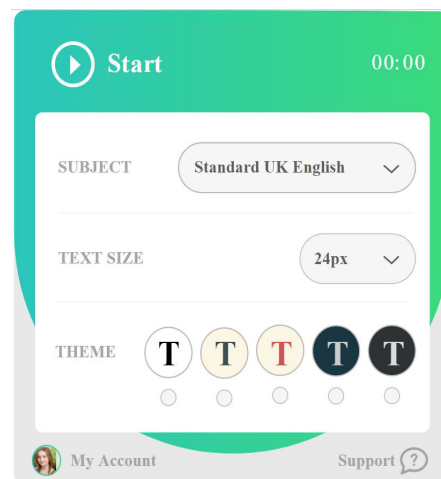 Start 00:00
SUBJECT Standard UK English
TEXT SIZE 24px
THEME T T T T T
My Account Support ?